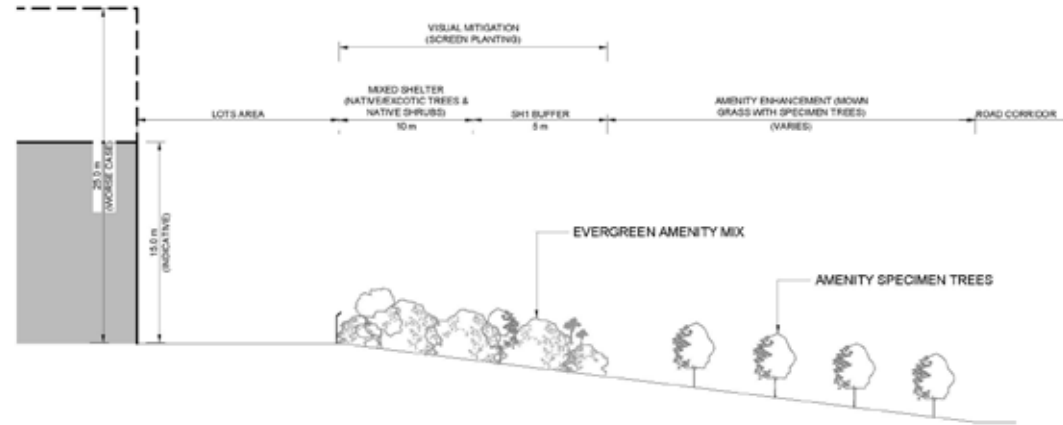 VISUAL MITIGATION
(SCREEN PLANTING)
MIXED SHELTER
(NATIVE/EXCOTIC TREES &
NATIVE SHRUBS)
10 m
LOTS AREA
SH1 BUFFER
5 m
AMENITY ENHANCEMENT (MOWN
GRASS WITH SPECIMEN TREES)
(VARIES)
ROAD CORRIDOR
25.0 m
(WORSE CASE)
15.0 m
(INDICATIVE)
EVERGREEN AMENITY MIX
AMENITY SPECIMEN TREES